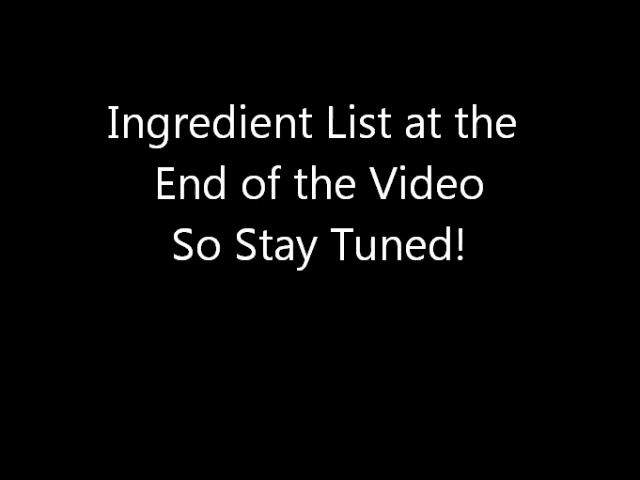 Ingredient List at the
End of the Video
So Stay Tuned!